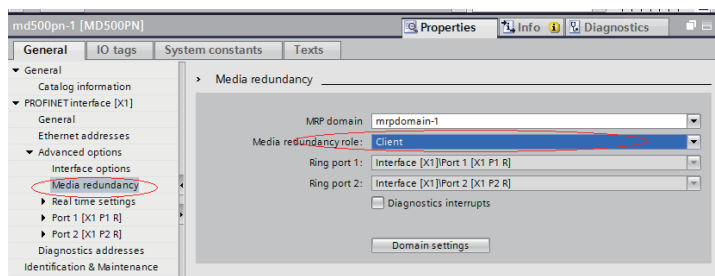 md500pn-1 [MD500PN]
Properties Info Diagnostics
General IO tags System constants Texts
General
Catalog information
PROFINET interface [X1]
General
Ethernet addresses
Advanced options
Interface options
Media redundancy
Real time settings
Port 1 [X1 P1 R]
Port 2 [X1 P2 R]
Diagnostics addresses
Identification & Maintenance
Media redundancy
MRP domain mrpdomain-1
Media redundancy role: Client
Ring port 1: Interface [X1]\Port 1 [X1 P1 R]
Ring port 2: Interface [X1]\Port 2 [X1 P2 R]
Diagnostics interrupts
Domain settings